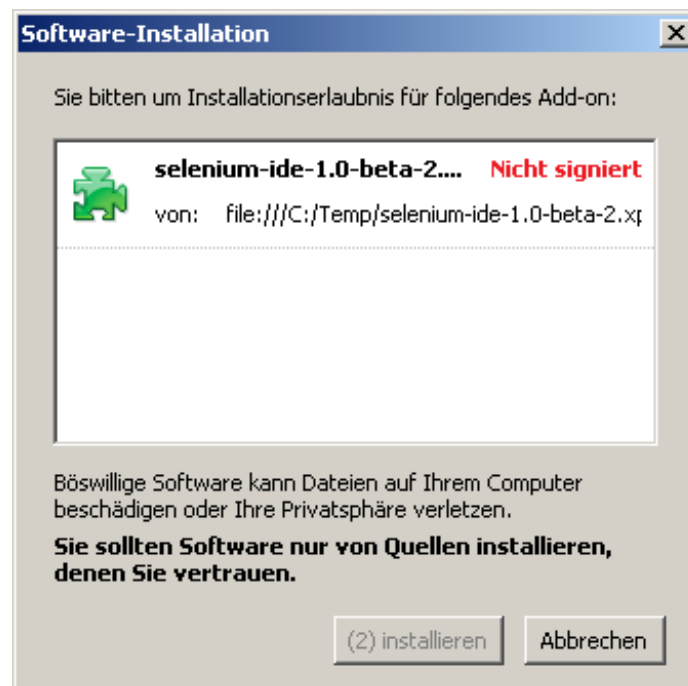 Software-Installation
Sie bitten um Installationserlaubnis für folgendes Add-on:
selenium-ide-1.0-beta-2.... Nicht signiert
von: file:///C:/Temp/selenium-ide-1.0-beta-2.xp
Böswillige Software kann Dateien auf Ihrem Computer
beschädigen oder Ihre Privatsphäre verletzen.
Sie sollten Software nur von Quellen installieren,
denen Sie vertrauen.
(2) installieren Abbrechen